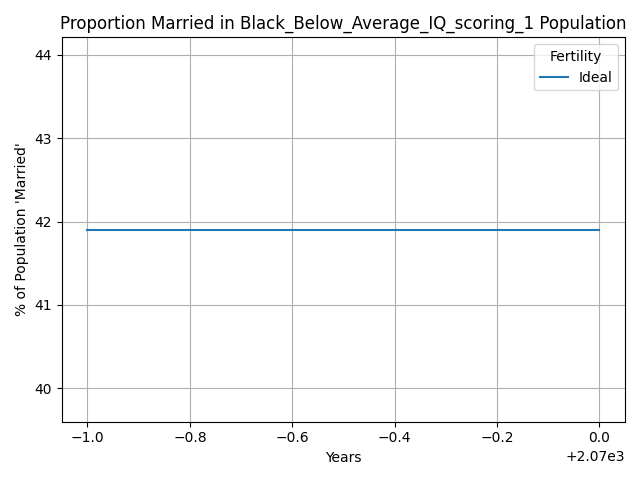 Proportion Married in Black_Below_Average_IQ_scoring_1 Population
44
43
42
41
40
% of Population 'Married'
Fertility
Ideal
−1.0 −0.8 −0.6 −0.4 −0.2 0.0
Years
+2.07e3